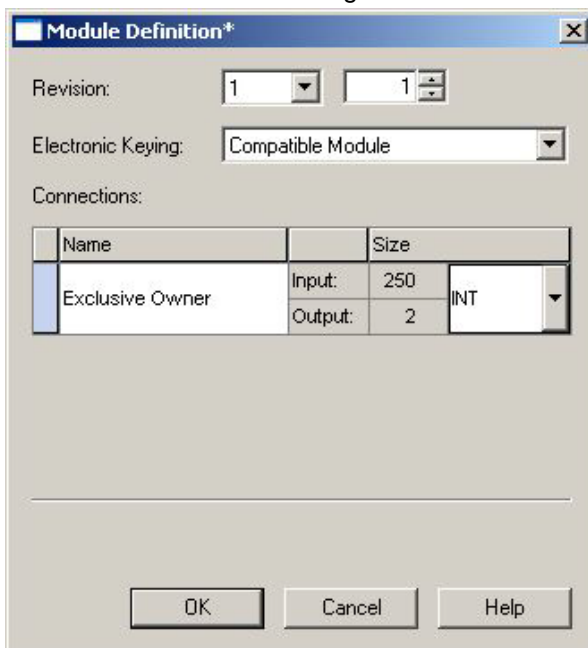 Module Definition*
Revision: 1 1
Electronic Keying: Compatible Module
Connections:
Name Size
Exclusive Owner Input: 250 INT
Output: 2
OK Cancel Help